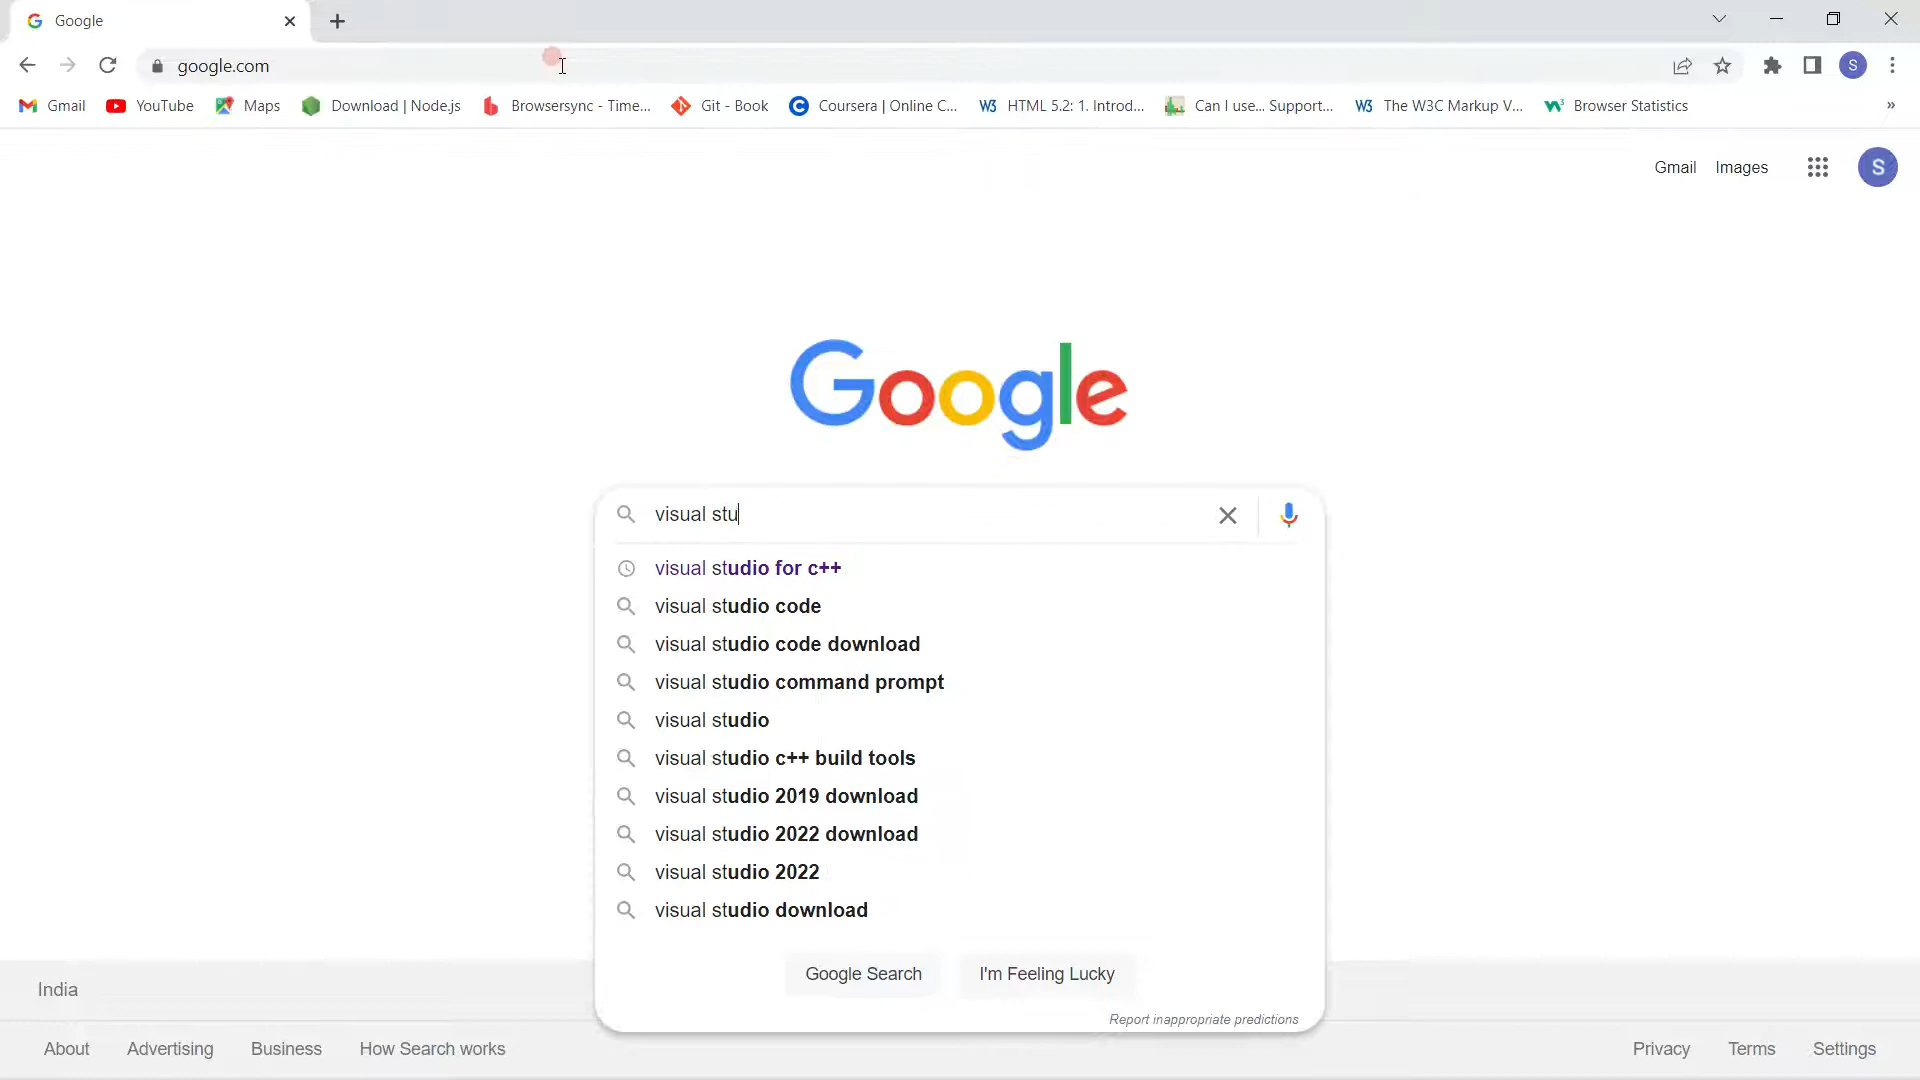 Google
google.com
Gmail YouTube Maps Download | Node.js Browsersync - Time... Git - Book Coursera | Online C... HTML 5.2: 1. Introd... Can I use... Support... The W3C Markup V... Browser Statistics »
S
Gmail Images S
Google
visual stu
visual studio for c++
visual studio code
visual studio code download
visual studio command prompt
visual studio
visual studio c++ build tools
visual studio 2019 download
visual studio 2022 download
visual studio 2022
visual studio download
Google Search I'm Feeling Lucky
Report inappropriate predictions
India
About Advertising Business How Search works Privacy Terms Settings